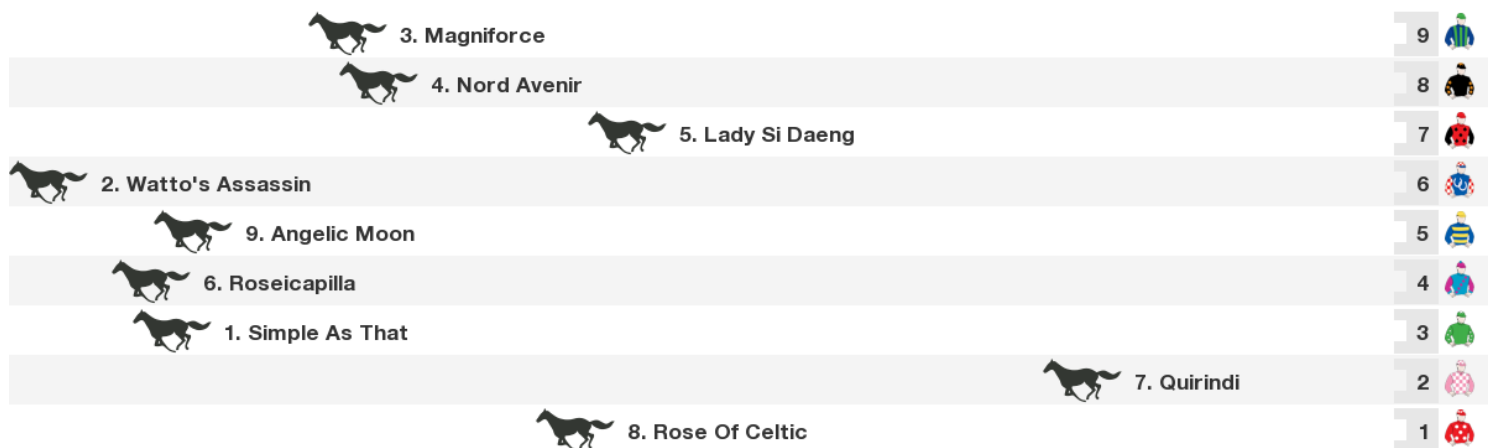 3. Magniforce 9
4. Nord Avenir 8
5. Lady Si Daeng 7
2. Watto's Assassin 6
9. Angelic Moon 5
6. Roseicapilla 4
1. Simple As That 3
7. Quirindi 2
8. Rose Of Celtic 1